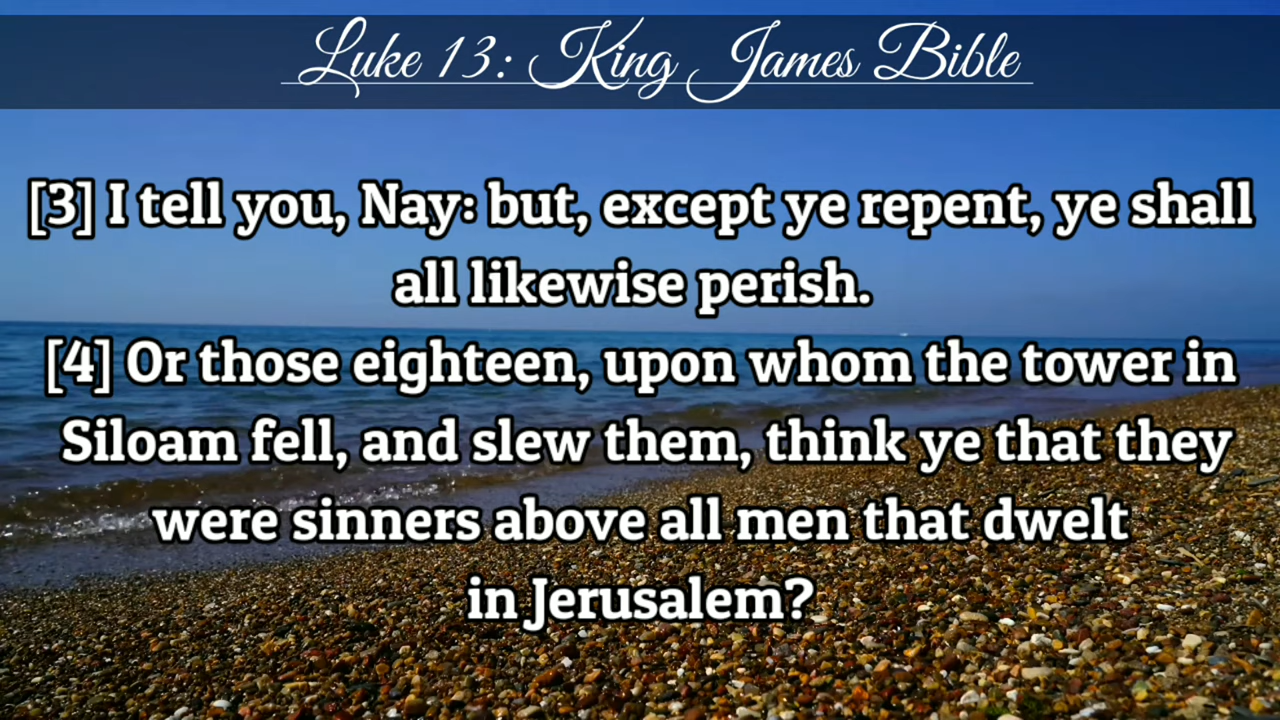 Luke 13: King James Bible
[3] I tell you, Nay: but, except ye repent, ye shall
all likewise perish.
[4] Or those eighteen, upon whom the tower in
Siloam fell, and slew them, think ye that they
were sinners above all men that dwelt
in Jerusalem?